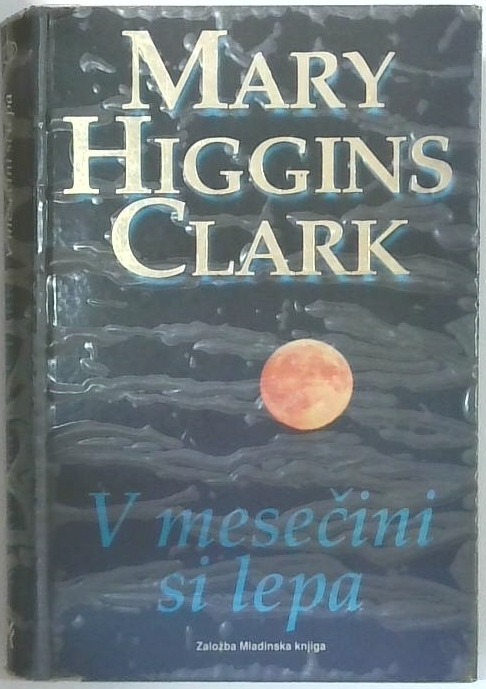 MARY
HIGGINS
CLARK
V mesečini
si lepa
Založba Mladinska knjiga